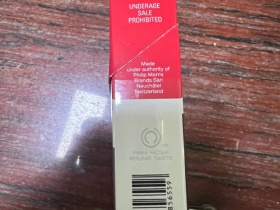 UNDERAGE
SALE
PROHIBITED
Made
under authority of
Philip Morris
Brands Sàrl
Neuchâtel
Switzerland